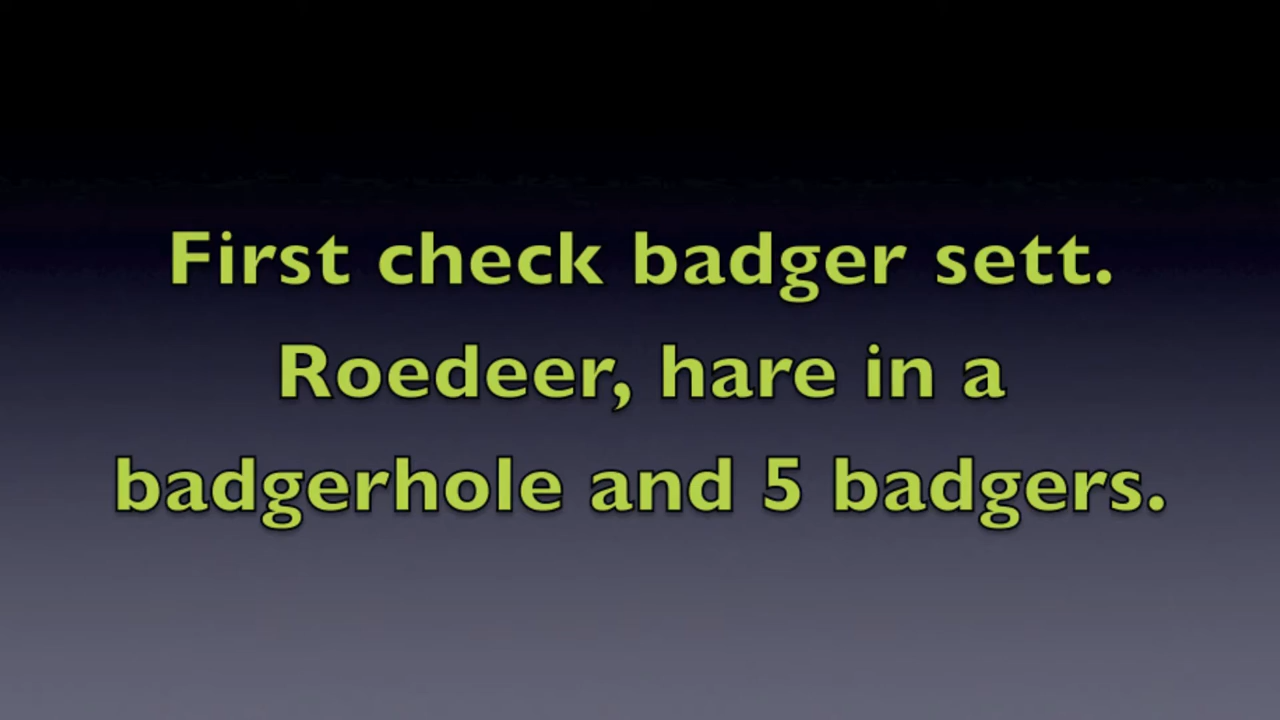 First check badger sett.
Roedeer, hare in a
badgerhole and 5 badgers.